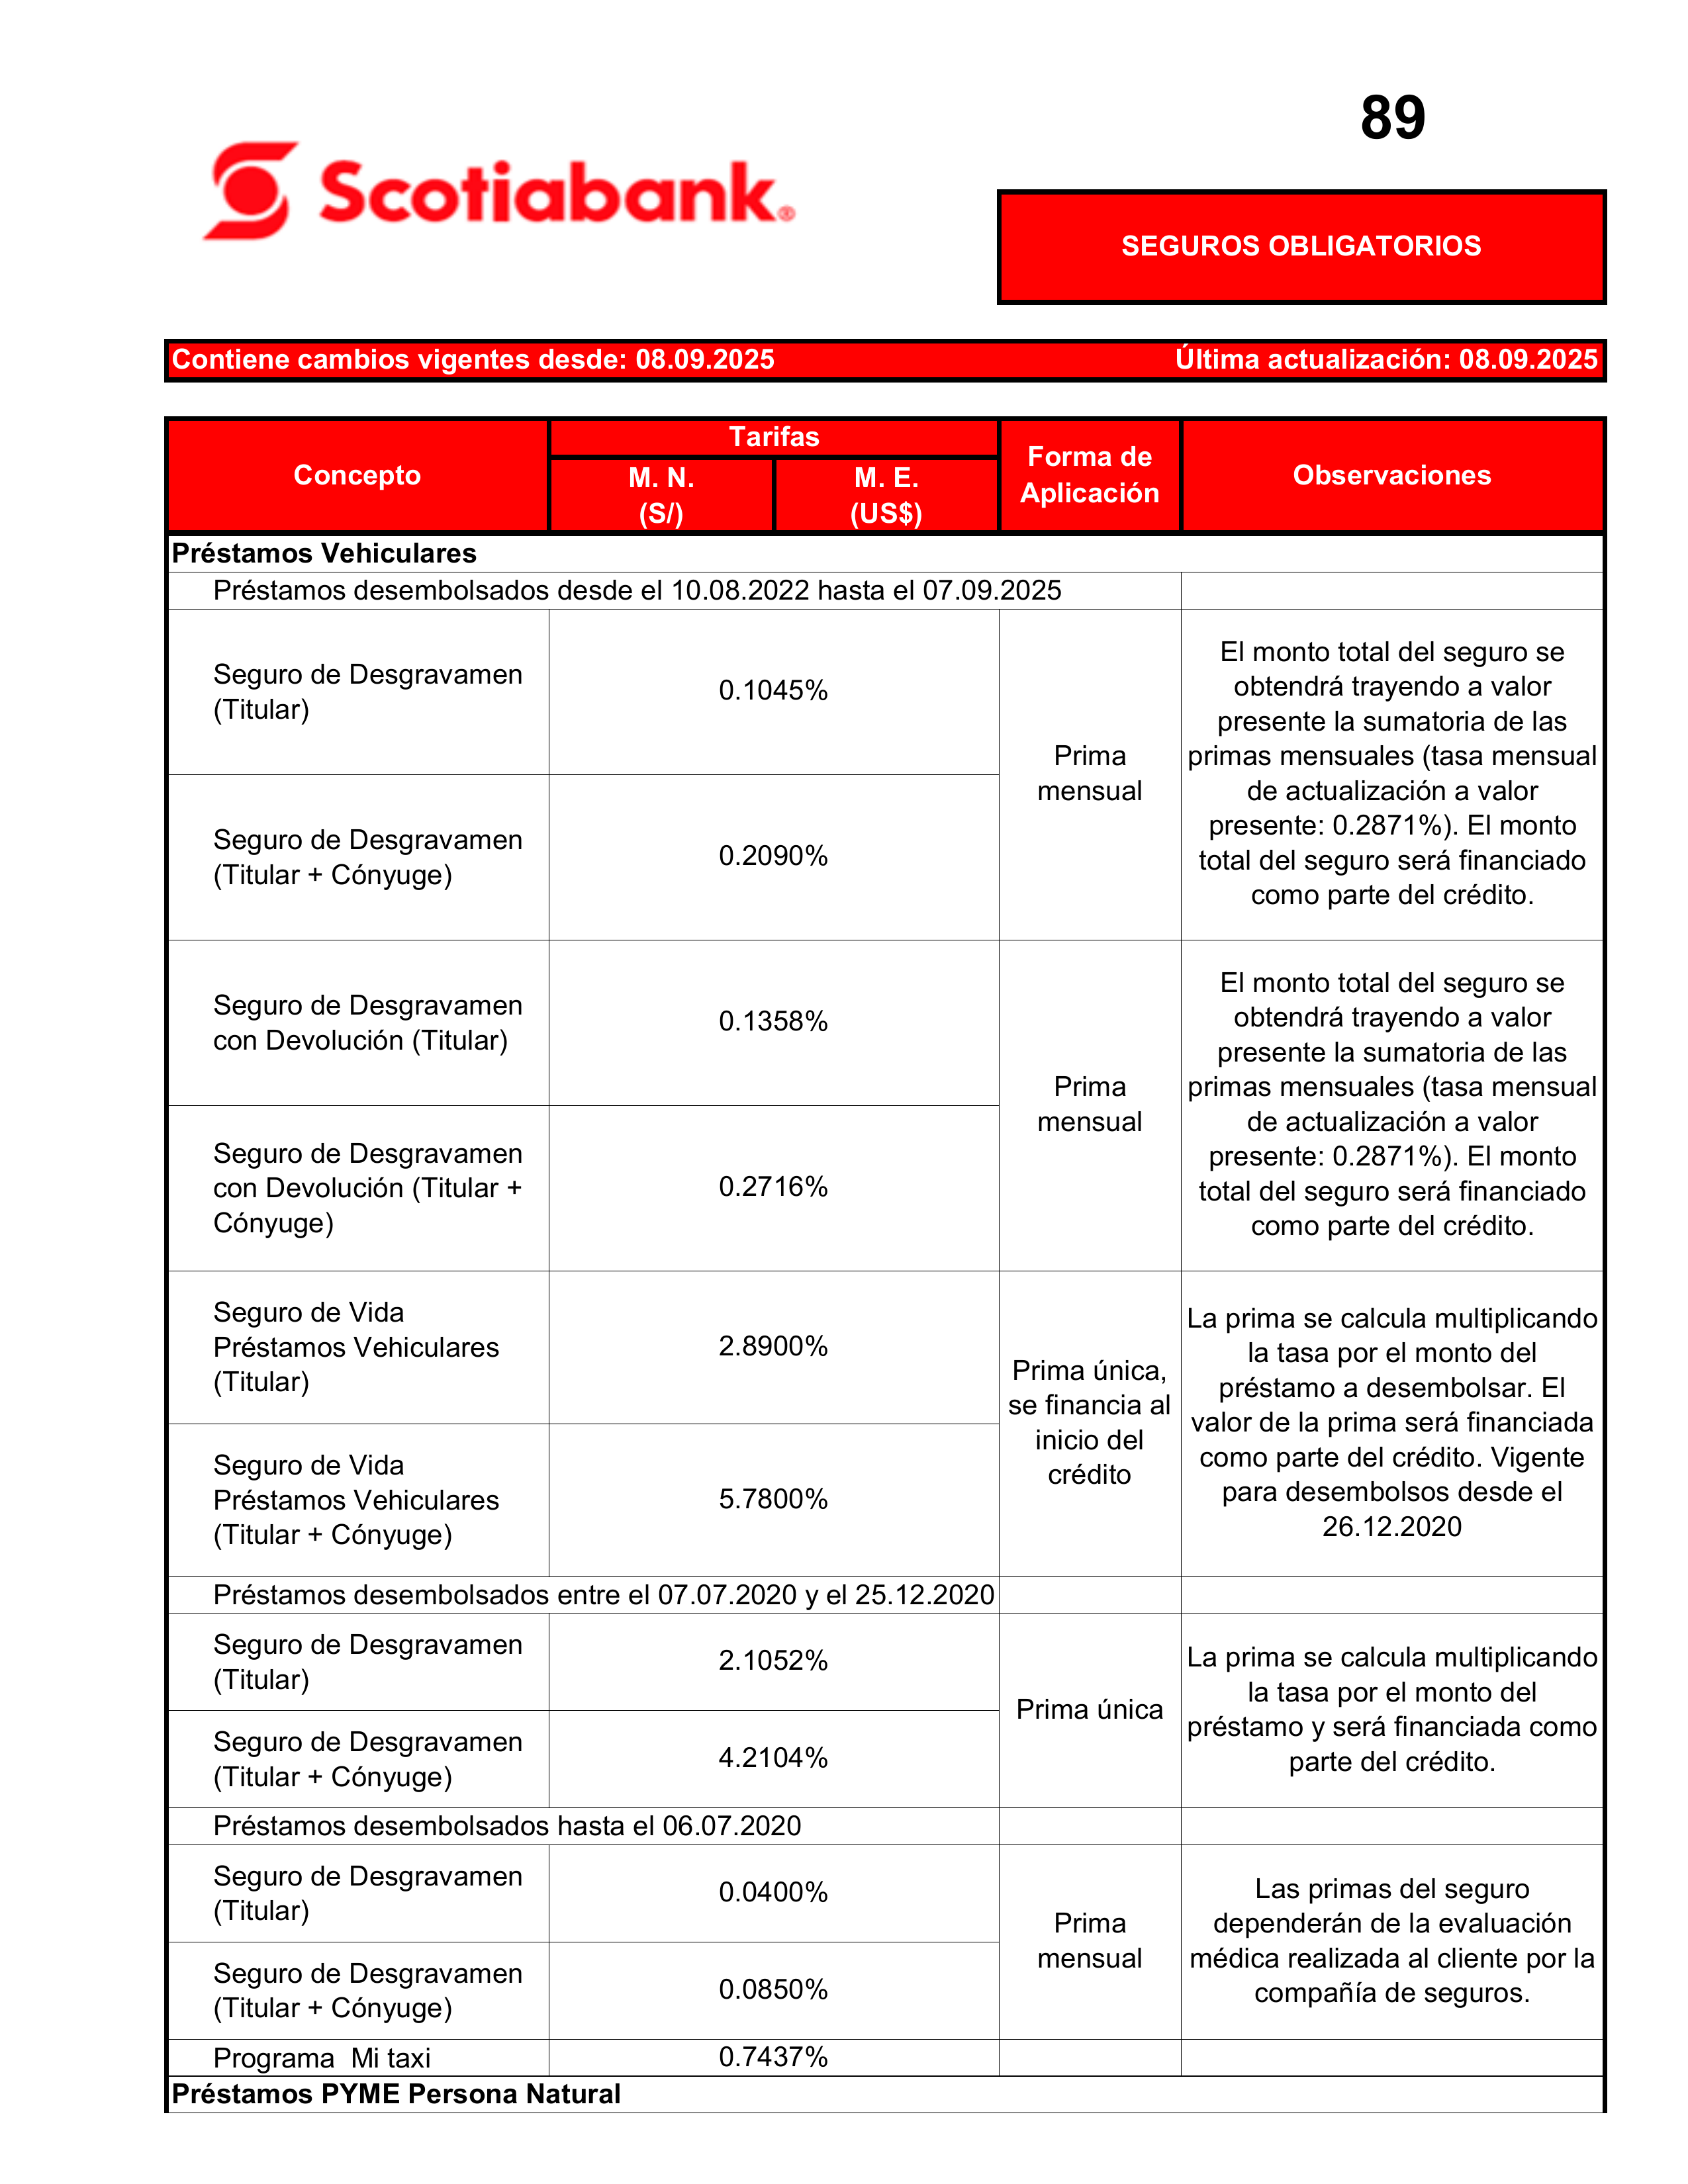 89
Scotiabank®
SEGUROS OBLIGATORIOS
Contiene cambios vigentes desde: 08.09.2025 Última actualización: 08.09.2025
Concepto
Tarifas
M. N.
(S/)
M. E.
(US$)
Forma de
Aplicación
Observaciones
Préstamos Vehiculares
Préstamos desembolsados desde el 10.08.2022 hasta el 07.09.2025
Seguro de Desgravamen
(Titular)
0.1045%
Seguro de Desgravamen
(Titular + Cónyuge)
0.2090%
Prima
mensual
El monto total del seguro se
obtendrá trayendo a valor
presente la sumatoria de las
primas mensuales (tasa mensual
de actualización a valor
presente: 0.2871%). El monto
total del seguro será financiado
como parte del crédito.
Seguro de Desgravamen
con Devolución (Titular)
0.1358%
Seguro de Desgravamen
con Devolución (Titular +
Cónyuge)
0.2716%
Prima
mensual
El monto total del seguro se
obtendrá trayendo a valor
presente la sumatoria de las
primas mensuales (tasa mensual
de actualización a valor
presente: 0.2871%). El monto
total del seguro será financiado
como parte del crédito.
Seguro de Vida
Préstamos Vehiculares
(Titular)
2.8900%
Seguro de Vida
Préstamos Vehiculares
(Titular + Cónyuge)
5.7800%
Prima única,
se financia al
inicio del
crédito
La prima se calcula multiplicando
la tasa por el monto del
préstamo a desembolsar. El
valor de la prima será financiada
como parte del crédito. Vigente
para desembolsos desde el
26.12.2020
Préstamos desembolsados entre el 07.07.2020 y el 25.12.2020
Seguro de Desgravamen
(Titular)
2.1052%
Seguro de Desgravamen
(Titular + Cónyuge)
4.2104%
Prima única
La prima se calcula multiplicando
la tasa por el monto del
préstamo y será financiada como
parte del crédito.
Préstamos desembolsados hasta el 06.07.2020
Seguro de Desgravamen
(Titular)
0.0400%
Seguro de Desgravamen
(Titular + Cónyuge)
0.0850%
Prima
mensual
Las primas del seguro
dependerán de la evaluación
médica realizada al cliente por la
compañía de seguros.
Programa  Mi taxi
0.7437%
Préstamos PYME Persona Natural